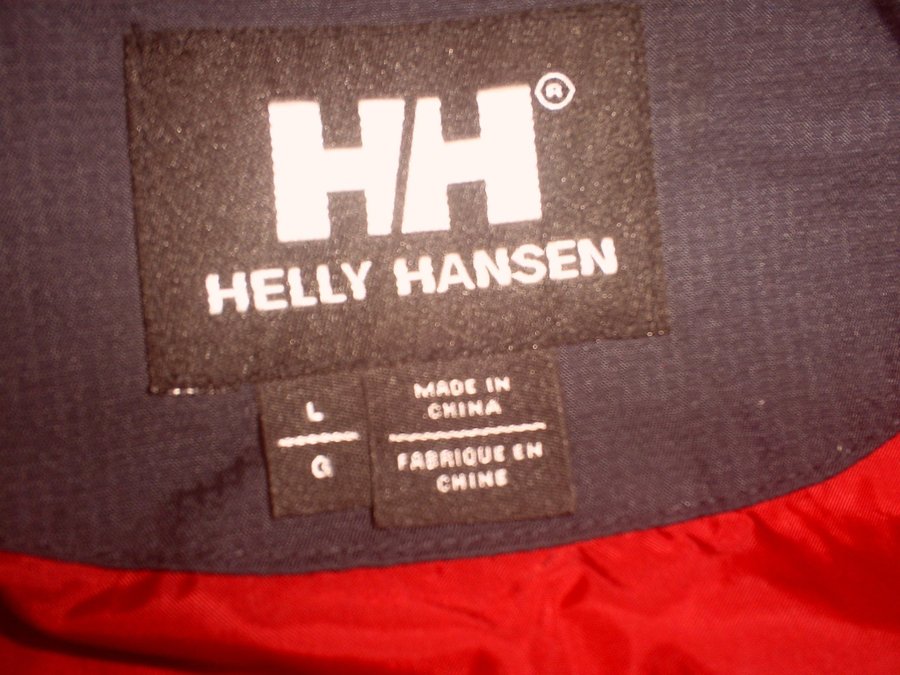 HH®
HELLY HANSEN
L
G
MADE IN
CHINA
FABRIQUE EN
CHINE